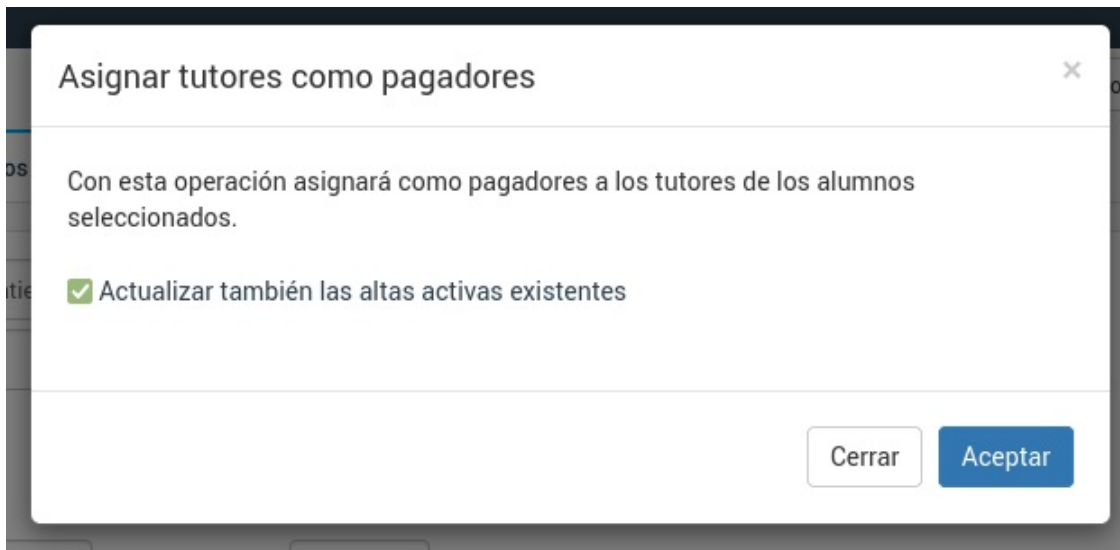 Asignar tutores como pagadores
×
Con esta operación asignará como pagadores a los tutores de los alumnos
seleccionados.
Actualizar también las altas activas existentes
Cerrar
Aceptar